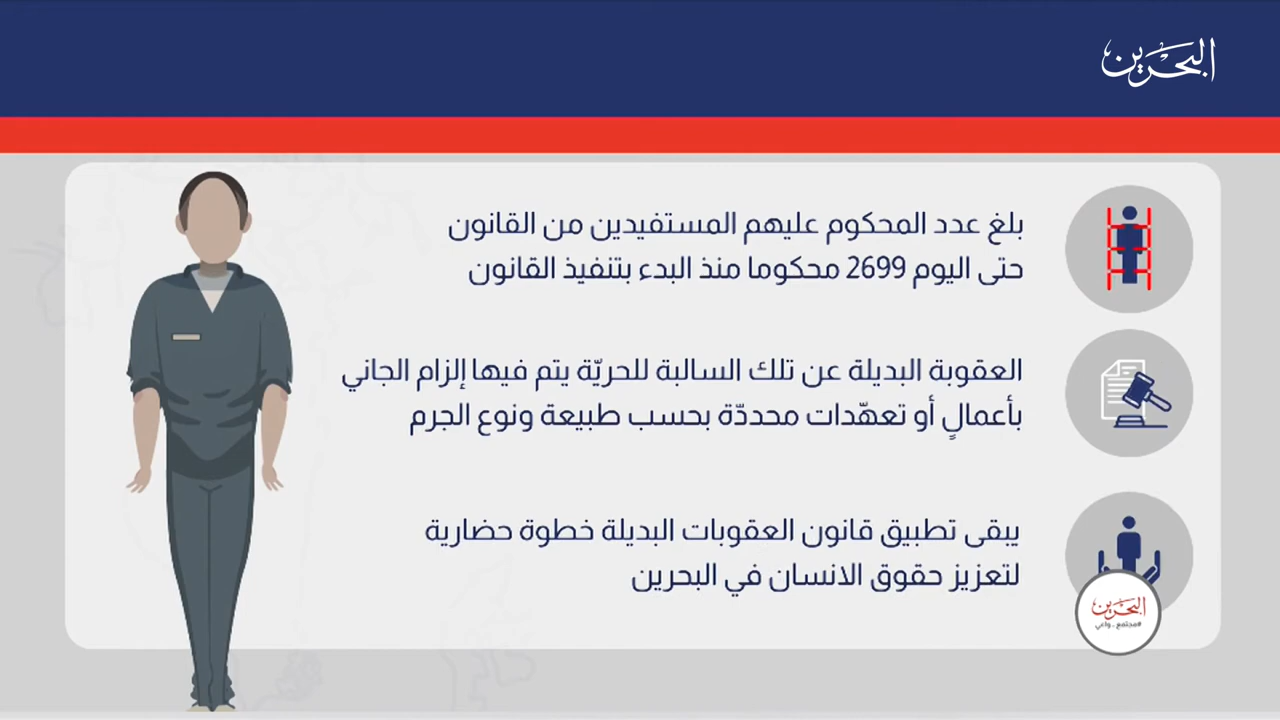 البحرين
بلغ عدد المحكوم عليهم المستفيدين من القانون
حتى اليوم 2699 محكوما منذ البدء بتنفيذ القانون
العقوبة البديلة عن تلك السالبة للحريّة يتم فيها إلزام الجاني
بأعمالٍ أو تعهّدات محددّة بحسب طبيعة ونوع الجرم
يبقى تطبيق قانون العقوبات البديلة خطوة حضارية
لتعزيز حقوق الانسان في البحرين
البحرين
#مجتمع_واعي